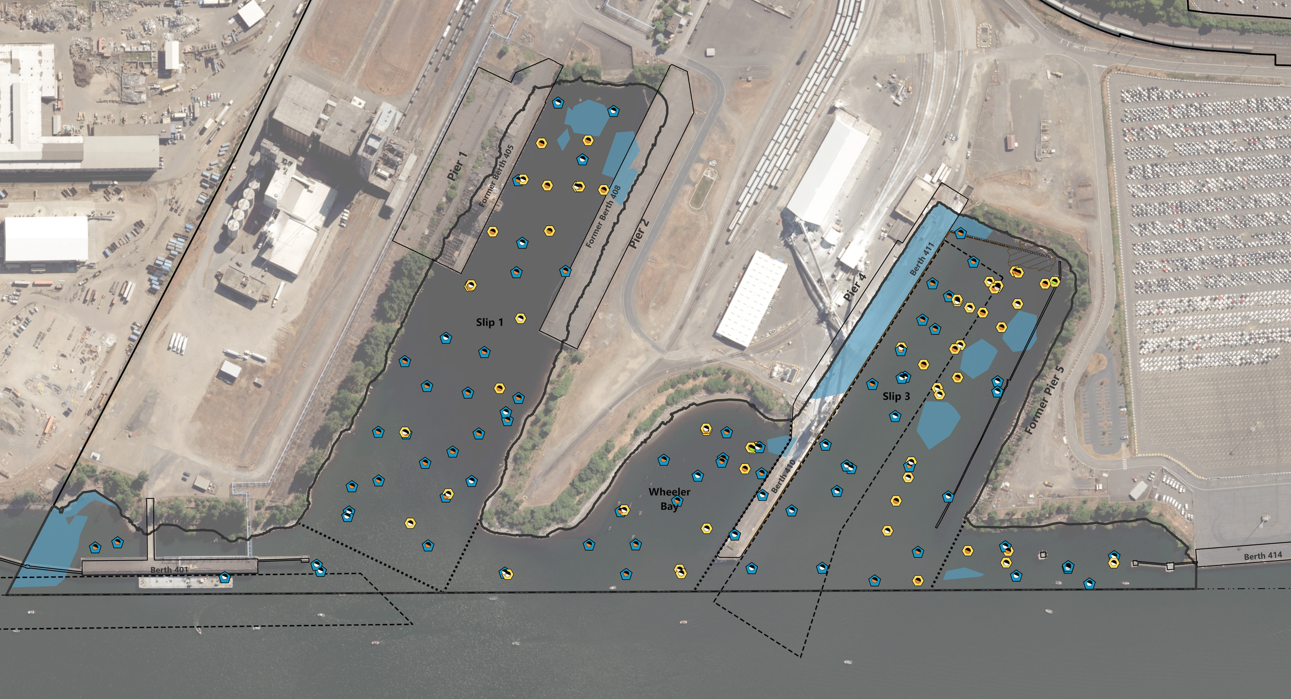 Pier 1
Former Berth 405
Former Berth 408
Pier 2
Slip 1
Pier 4
Berth 411
Slip 3
Former Pier 5
Wheeler
Bay
Berth 410
Berth 401
Berth 414